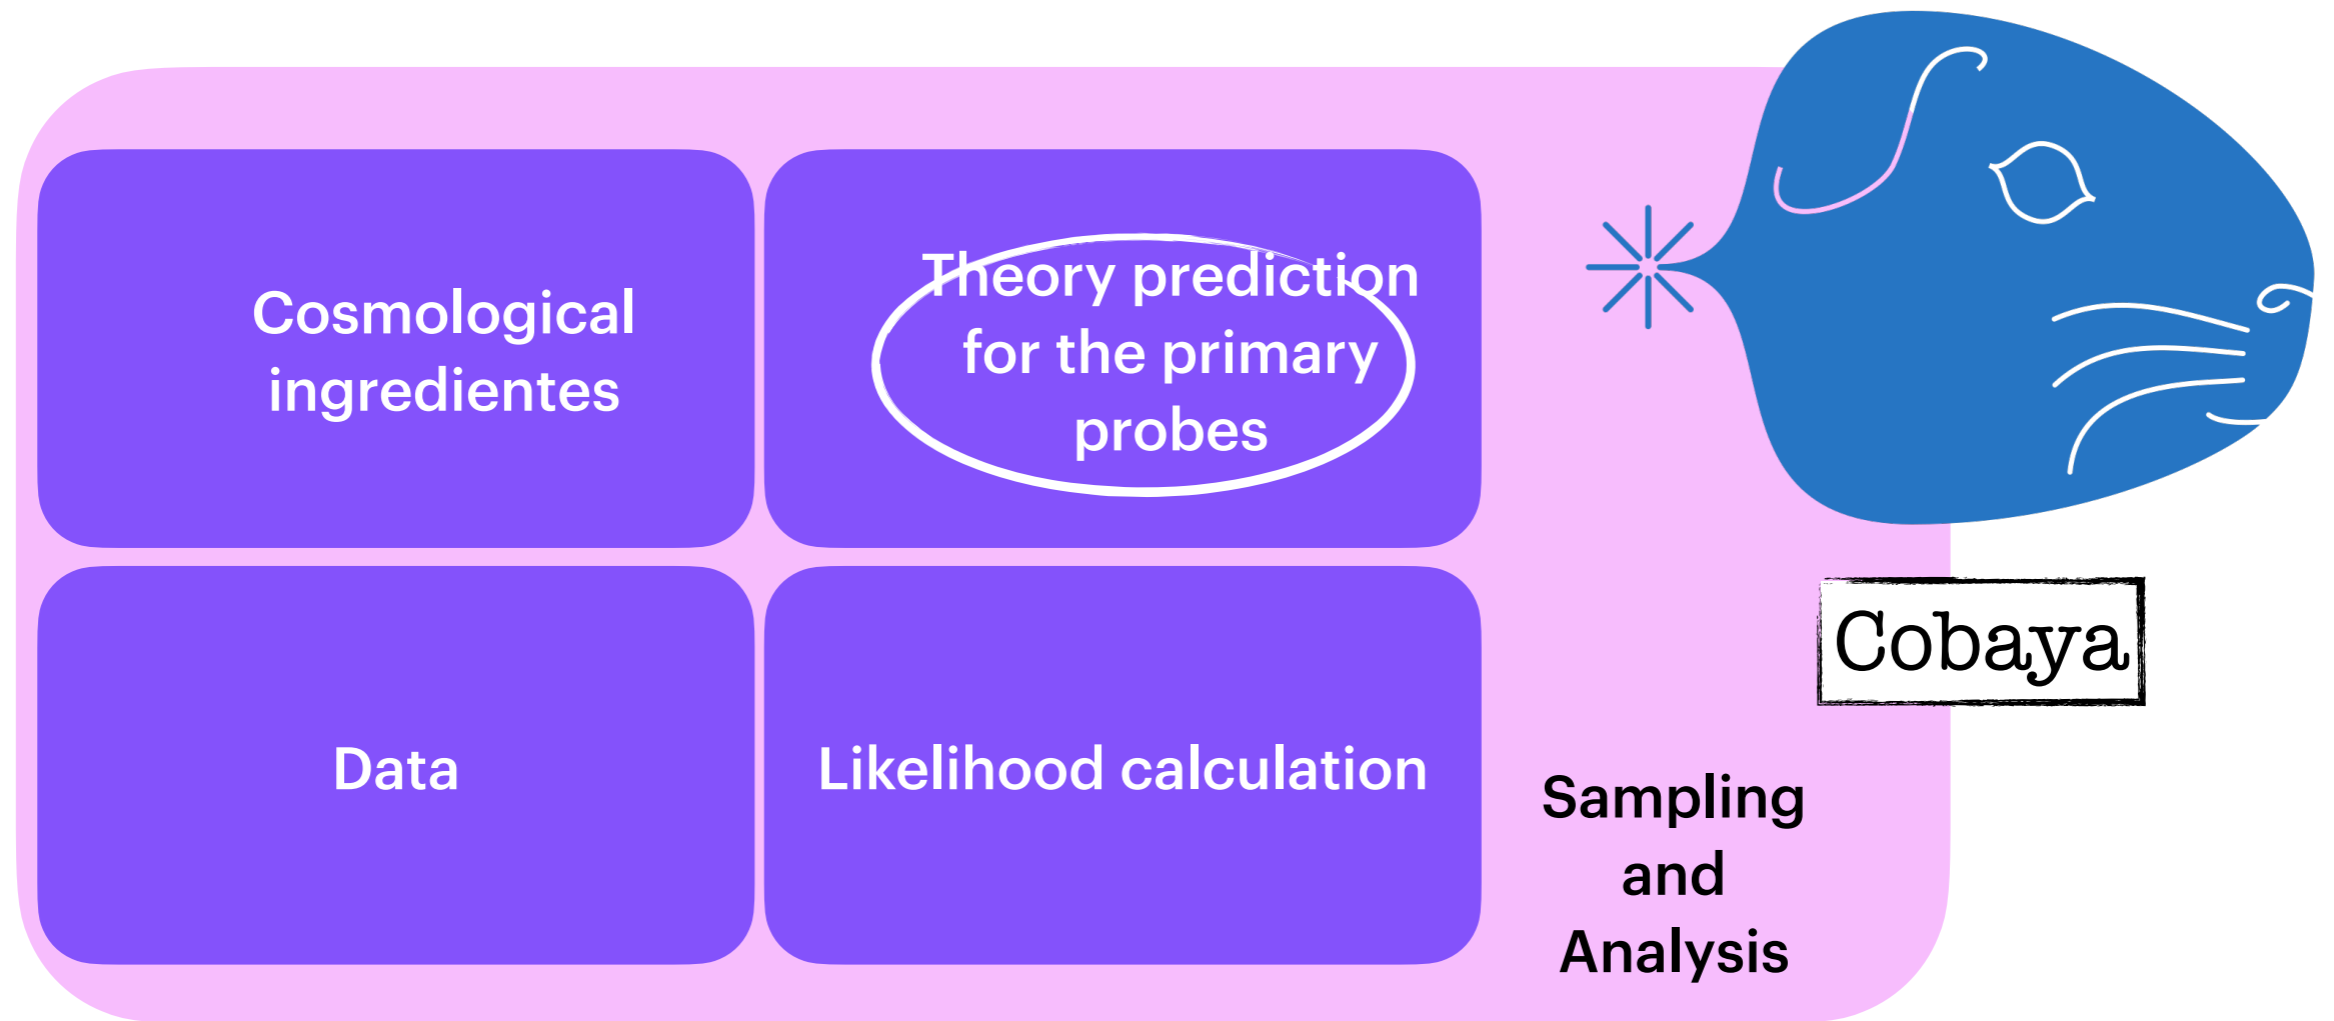 Cosmological
ingredientes
Theory prediction
for the primary
probes
Data
Likelihood calculation
Cobaya
Sampling
and
Analysis